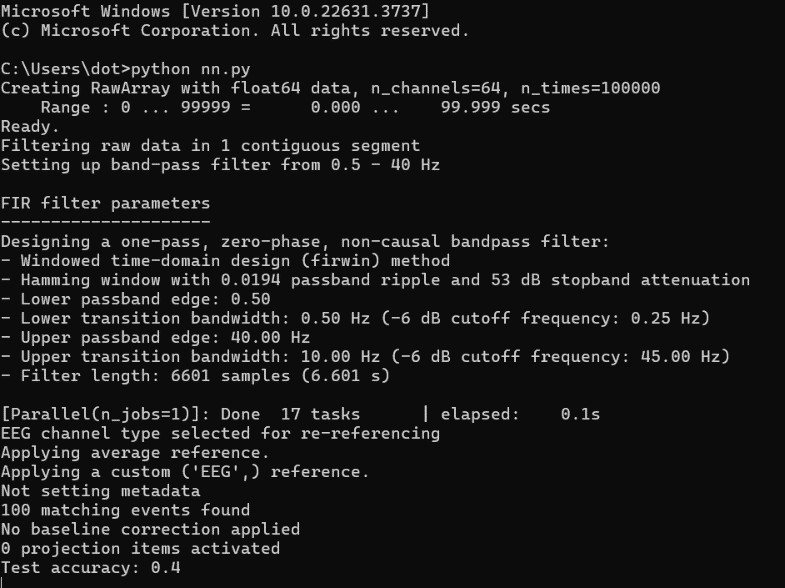 Microsoft Windows [Version 10.0.22631.3737]
(c) Microsoft Corporation. All rights reserved.
C:\Users\dot>python nn.py
Creating RawArray with float64 data, n_channels=64, n_times=100000
    Range : 0 ... 99999 =      0.000 ...    99.999 secs
Ready.
Filtering raw data in 1 contiguous segment
Setting up band-pass filter from 0.5 - 40 Hz
FIR filter parameters
---------------------
Designing a one-pass, zero-phase, non-causal bandpass filter:
- Windowed time-domain design (firwin) method
- Hamming window with 0.0194 passband ripple and 53 dB stopband attenuation
- Lower passband edge: 0.50
- Lower transition bandwidth: 0.50 Hz (-6 dB cutoff frequency: 0.25 Hz)
- Upper passband edge: 40.00 Hz
- Upper transition bandwidth: 10.00 Hz (-6 dB cutoff frequency: 45.00 Hz)
- Filter length: 6601 samples (6.601 s)
[Parallel(n_jobs=1)]: Done  17 tasks      | elapsed:    0.1s
EEG channel type selected for re-referencing
Applying average reference.
Applying a custom ('EEG',) reference.
Not setting metadata
100 matching events found
No baseline correction applied
0 projection items activated
Test accuracy: 0.4